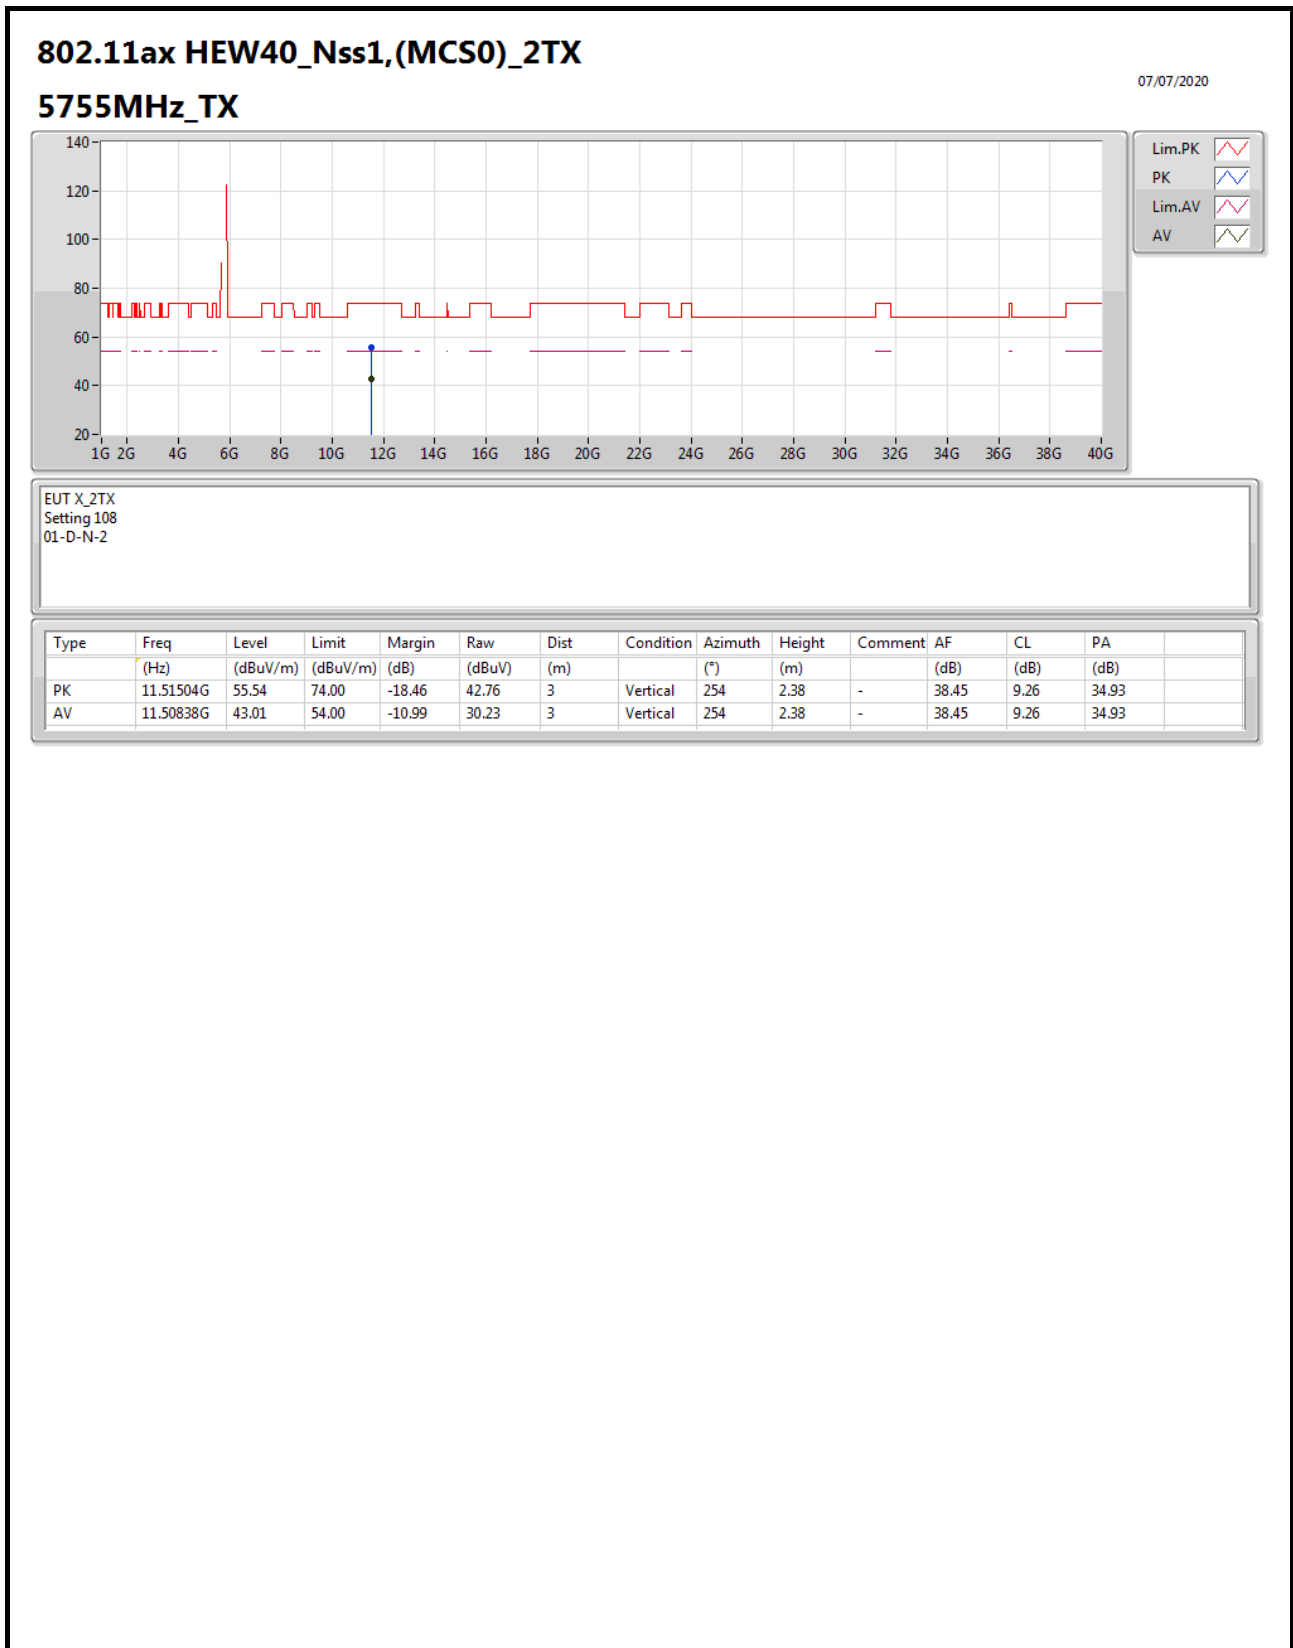 802.11ax HEW40_Nss1,(MCS0)_2TX
07/07/2020
5755MHz_TX
140
120
100
80
60
40
20
1G 2G 4G 6G 8G 10G 12G 14G 16G 18G 20G 22G 24G 26G 28G 30G 32G 34G 36G 38G 40G
Lim.PK
PK
Lim.AV
AV
EUT X_2TX
Setting 108
01-D-N-2
Type Freq Level Limit Margin Raw Dist Condition Azimuth Height Comment AF CL PA
(Hz) (dBuV/m) (dBuV/m) (dB) (dBuV) (m) (°) (m) (dB) (dB) (dB)
PK 11.51504G 55.54 74.00 -18.46 42.76 3 Vertical 254 2.38 - 38.45 9.26 34.93
AV 11.50838G 43.01 54.00 -10.99 30.23 3 Vertical 254 2.38 - 38.45 9.26 34.93